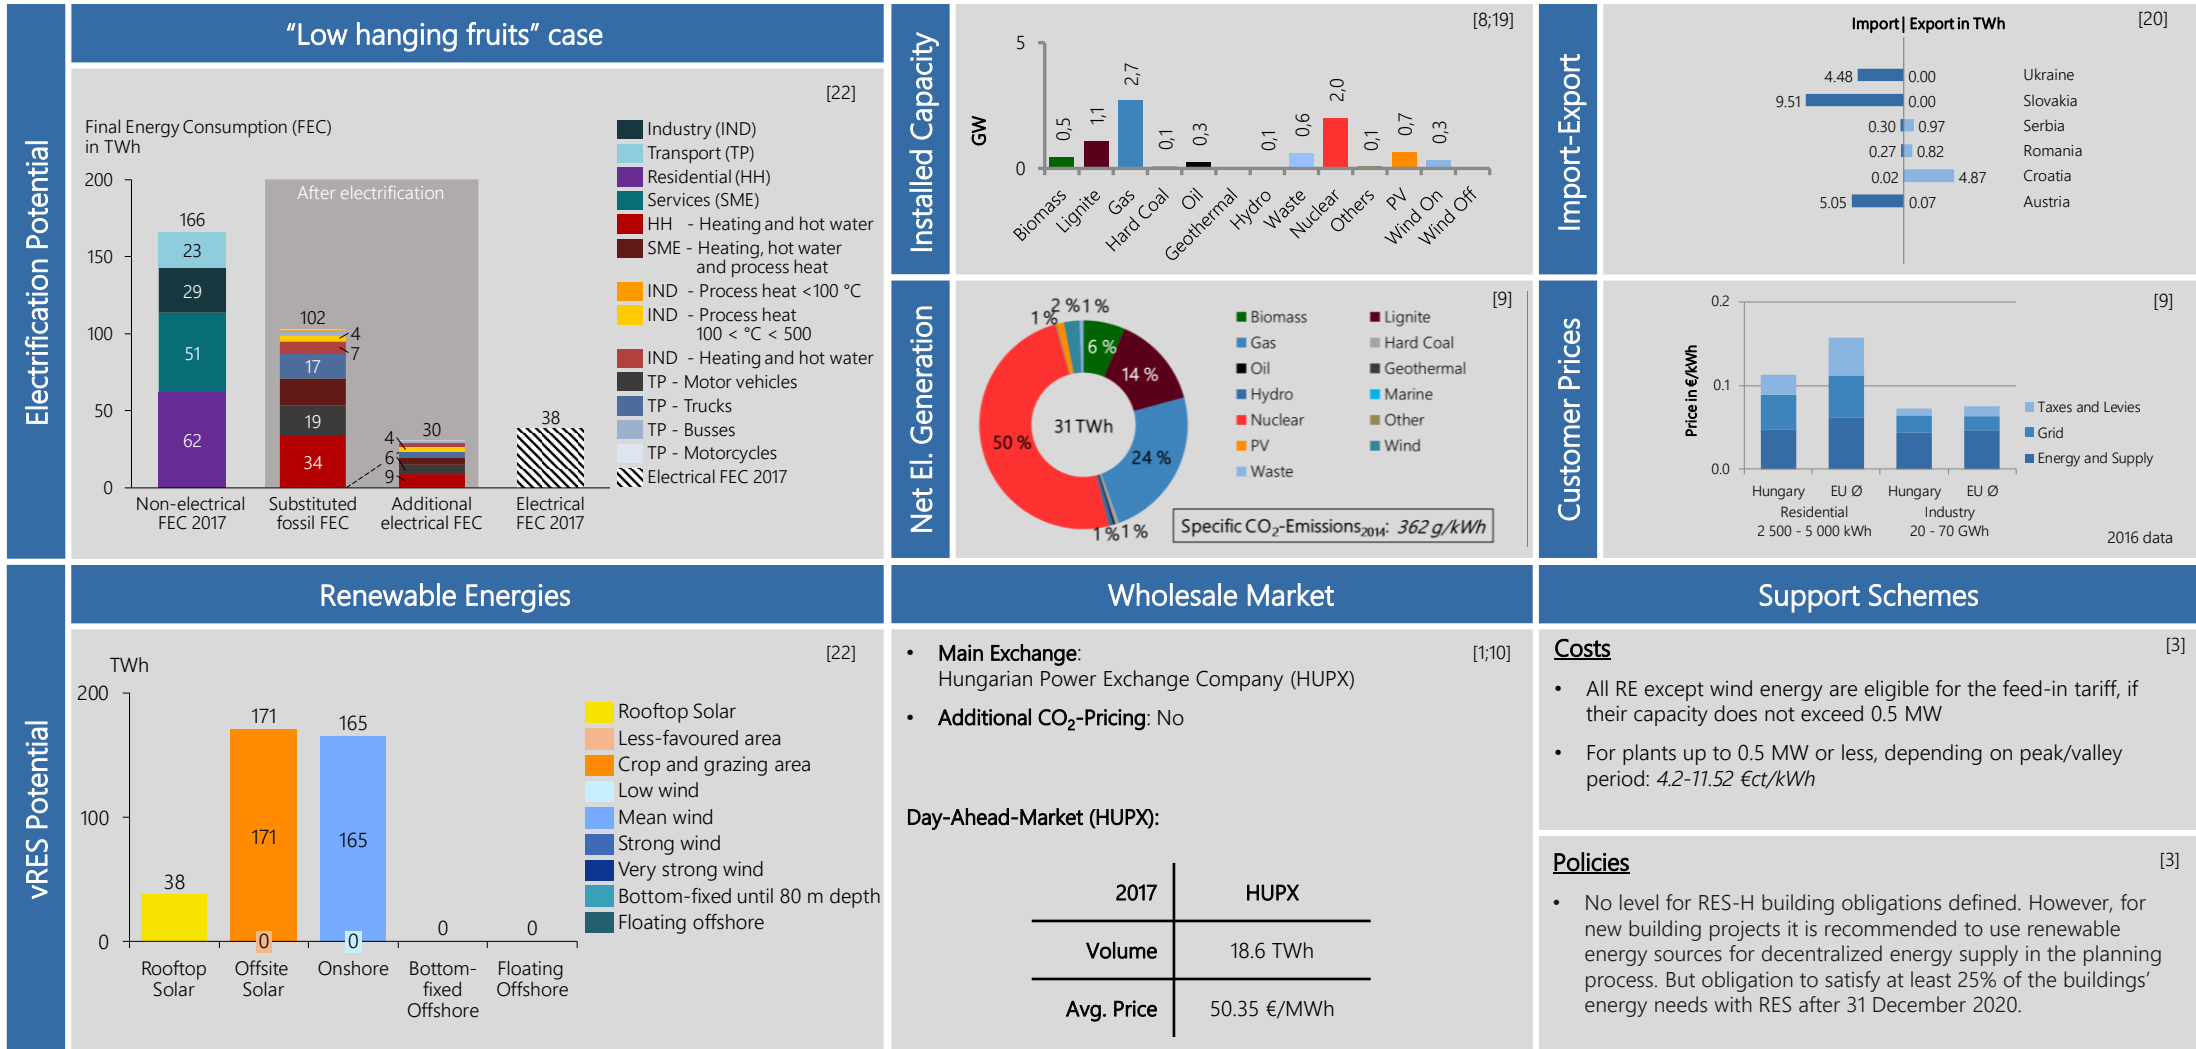 "Low hanging fruits" case
Electrification Potential
[22]
Final Energy Consumption (FEC)
in TWh
200
150
100
50
0
After electrification
166
23
29
51
62
102
4
7
17
19
34
30
4
6
9
38
Non-electrical
FEC 2017
Substituted
fossil FEC
Additional
electrical FEC
Electrical
FEC 2017
Industry (IND)
Transport (TP)
Residential (HH)
Services (SME)
HH - Heating and hot water
SME - Heating, hot water
and process heat
IND - Process heat <100 °C
IND - Process heat
100 < °C < 500
IND - Heating and hot water
TP - Motor vehicles
TP - Trucks
TP - Busses
TP - Motorcycles
Electrical FEC 2017
Installed Capacity
[8;19]
GW
5
0
0,5
1,1
2,7
0,1
0,3
0,1
0,6
2,0
0,1
0,7
0,3
Biomass
Lignite
Gas
Hard Coal
Oil
Geothermal
Hydro
Waste
Nuclear
Others
PV
Wind On
Wind Off
Import-Export
[20]
Import | Export in TWh
4.48 0.00 Ukraine
9.51 0.00 Slovakia
0.30 0.97 Serbia
0.27 0.82 Romania
0.02 4.87 Croatia
5.05 0.07 Austria
Net El. Generation
[9]
1 %
2 %
1 %
6 %
14 %
24 %
1 %
1 %
50 %
31 TWh
Biomass
Lignite
Gas
Hard Coal
Oil
Geothermal
Hydro
Marine
Nuclear
Other
PV
Wind
Waste
Specific CO2-Emissions2014: 362 g/kWh
Customer Prices
[9]
Price in €/kWh
0.2
0.1
0.0
Hungary EU Ø Hungary EU Ø
Residential Industry
2 500 - 5 000 kWh 20 - 70 GWh
Taxes and Levies
Grid
Energy and Supply
2016 data
vRES Potential
Renewable Energies
[22]
TWh
200
100
0
38
171
171
0
165
165
0
0
0
Rooftop
Solar
Offsite
Solar
Onshore
Bottom-
fixed
Offshore
Floating
Offshore
Rooftop Solar
Less-favoured area
Crop and grazing area
Low wind
Mean wind
Strong wind
Very strong wind
Bottom-fixed until 80 m depth
Floating offshore
Wholesale Market
[1;10]
• Main Exchange:
Hungarian Power Exchange Company (HUPX)
• Additional CO2-Pricing: No
Day-Ahead-Market (HUPX):
2017 HUPX
Volume 18.6 TWh
Avg. Price 50.35 €/MWh
Support Schemes
Costs
[3]
• All RE except wind energy are eligible for the feed-in tariff, if
their capacity does not exceed 0.5 MW
• For plants up to 0.5 MW or less, depending on peak/valley
period: 4.2-11.52 €ct/kWh
Policies
[3]
• No level for RES-H building obligations defined. However, for
new building projects it is recommended to use renewable
energy sources for decentralized energy supply in the planning
process. But obligation to satisfy at least 25% of the buildings'
energy needs with RES after 31 December 2020.